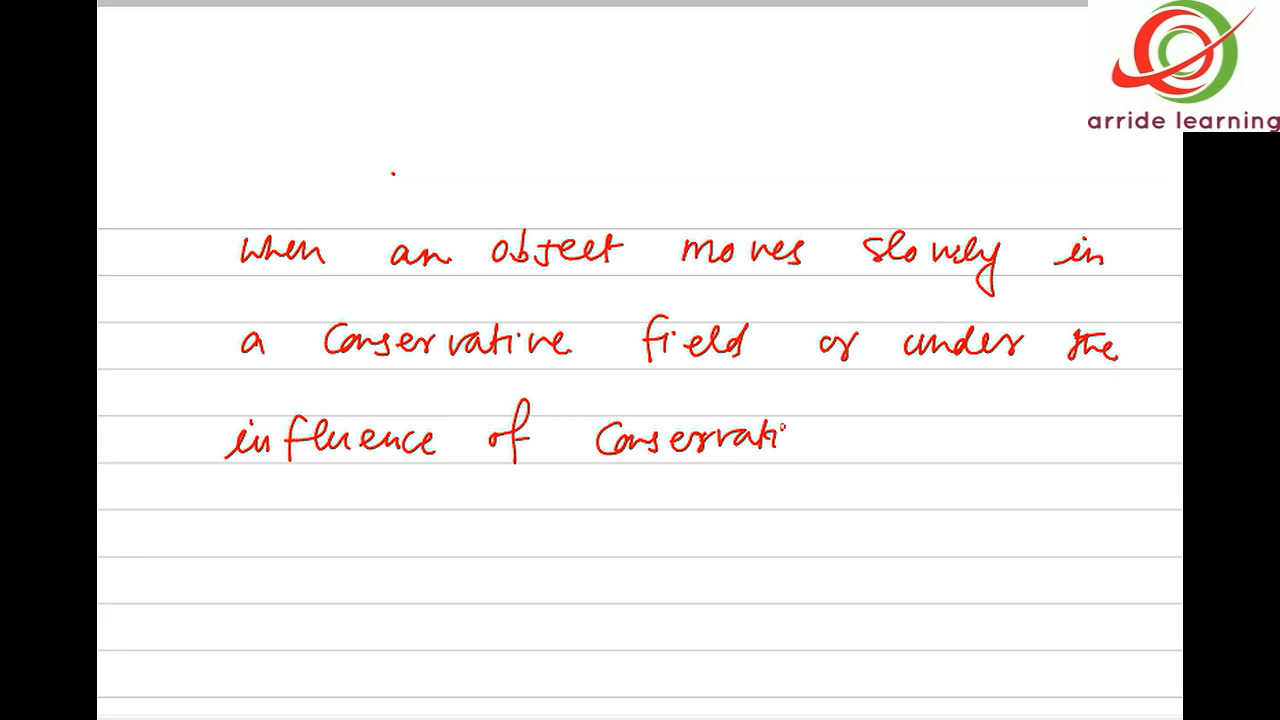 arride learning
when an object moves slowly in
a conservative field or under the
influence of conservati